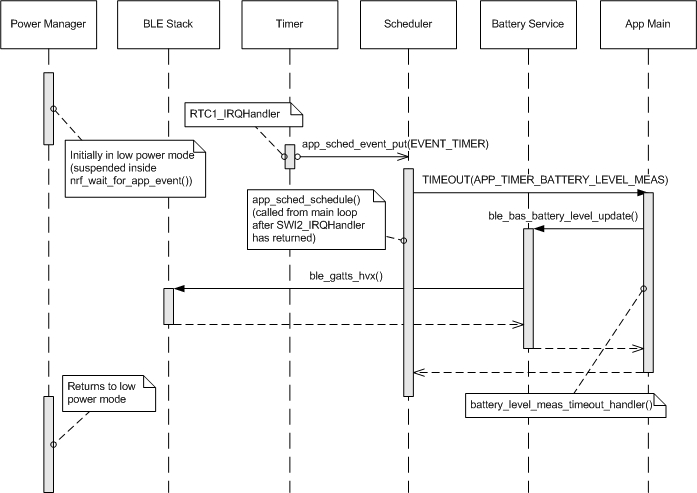 Power Manager
BLE Stack
Timer
Scheduler
Battery Service
App Main
RTC1_IRQHandler
app_sched_event_put(EVENT_TIMER)
Initially in low power mode
(suspended inside
nrf_wait_for_app_event())
TIMEOUT(APP_TIMER_BATTERY_LEVEL_MEAS)
app_sched_schedule()
(called from main loop
after SWI2_IRQHandler
has returned)
ble_bas_battery_level_update()
ble_gatts_hvx()
Returns to low
power mode
battery_level_meas_timeout_handler()